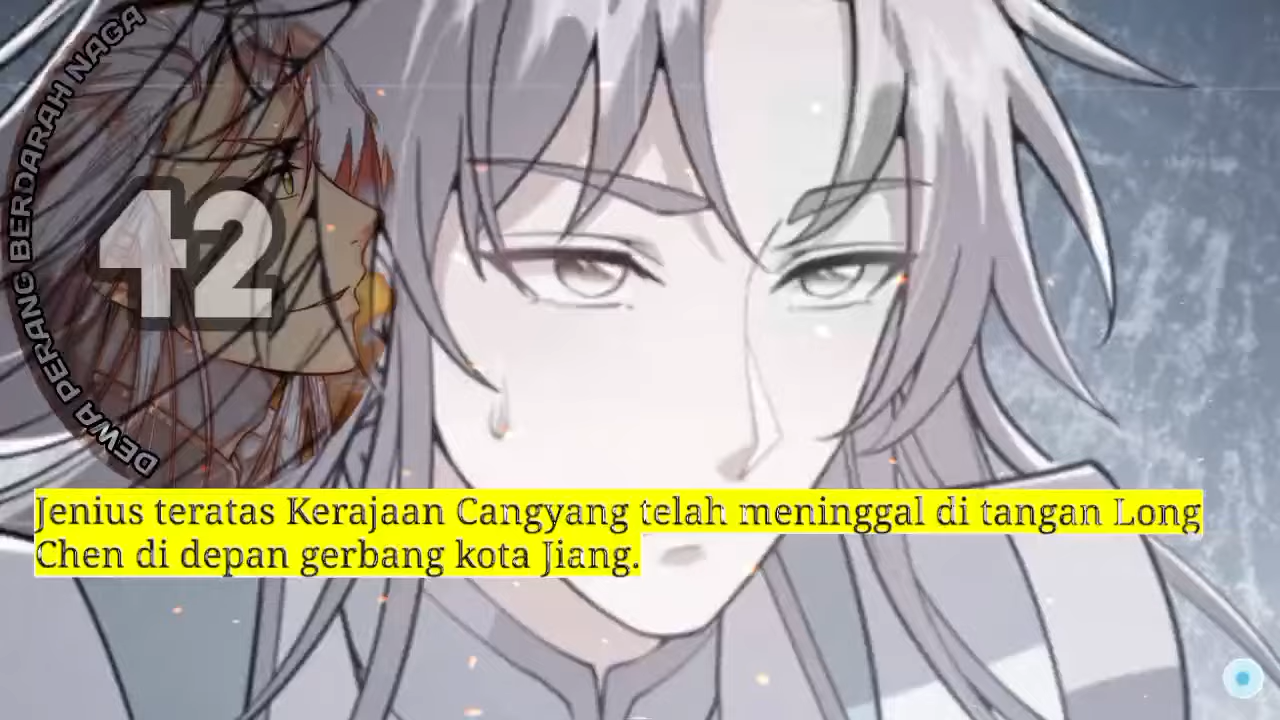 DEWA PERANG BERDARAH NAGA
42
Jenius teratas Kerajaan Cangyang telah meninggal di tangan Long
Chen di depan gerbang kota Jiang.